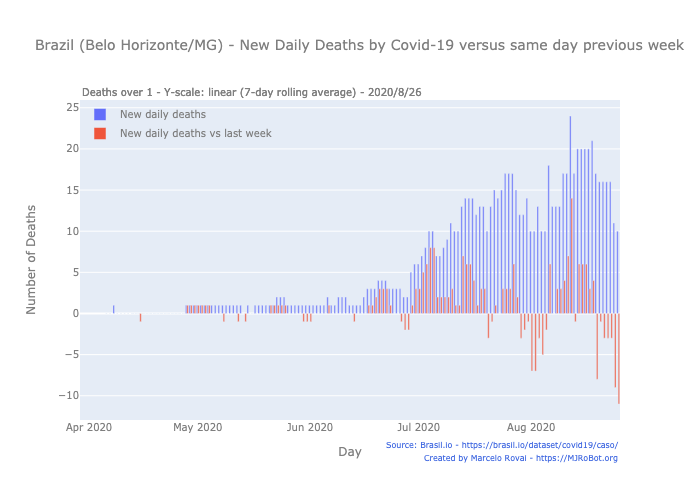 Brazil (Belo Horizonte/MG) - New Daily Deaths by Covid-19 versus same day previous week
Deaths over 1 - Y-scale: linear (7-day rolling average) - 2020/8/26
New daily deaths
New daily deaths vs last week
Number of Deaths
25
20
15
10
5
0
−5
−10
Apr 2020 May 2020 Jun 2020 Jul 2020 Aug 2020
Day
Source: Brasil.io - https://brasil.io/dataset/covid19/caso/
Created by Marcelo Rovai - https://MJRoBot.org